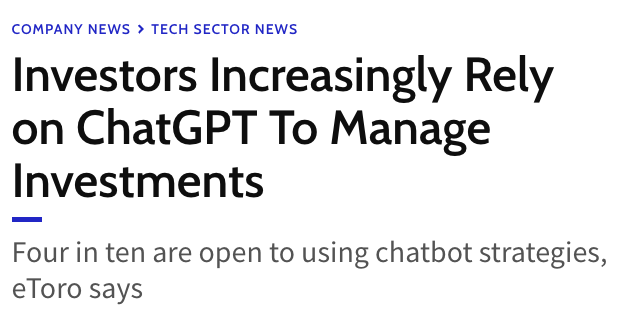 COMPANY NEWS > TECH SECTOR NEWS
Investors Increasingly Rely
on ChatGPT To Manage
Investments
Four in ten are open to using chatbot strategies,
eToro says